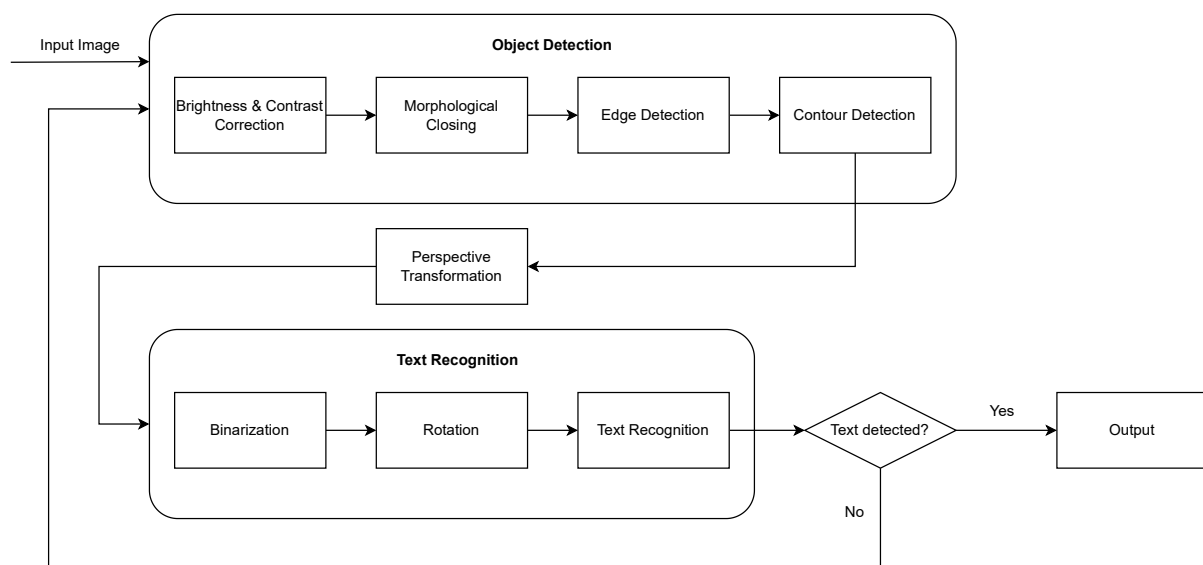 Input Image
Object Detection
Brightness & Contrast
Correction
Morphological
Closing
Edge Detection
Contour Detection
Perspective
Transformation
Text Recognition
Binarization
Rotation
Text Recognition
Text detected?
Yes
Output
No